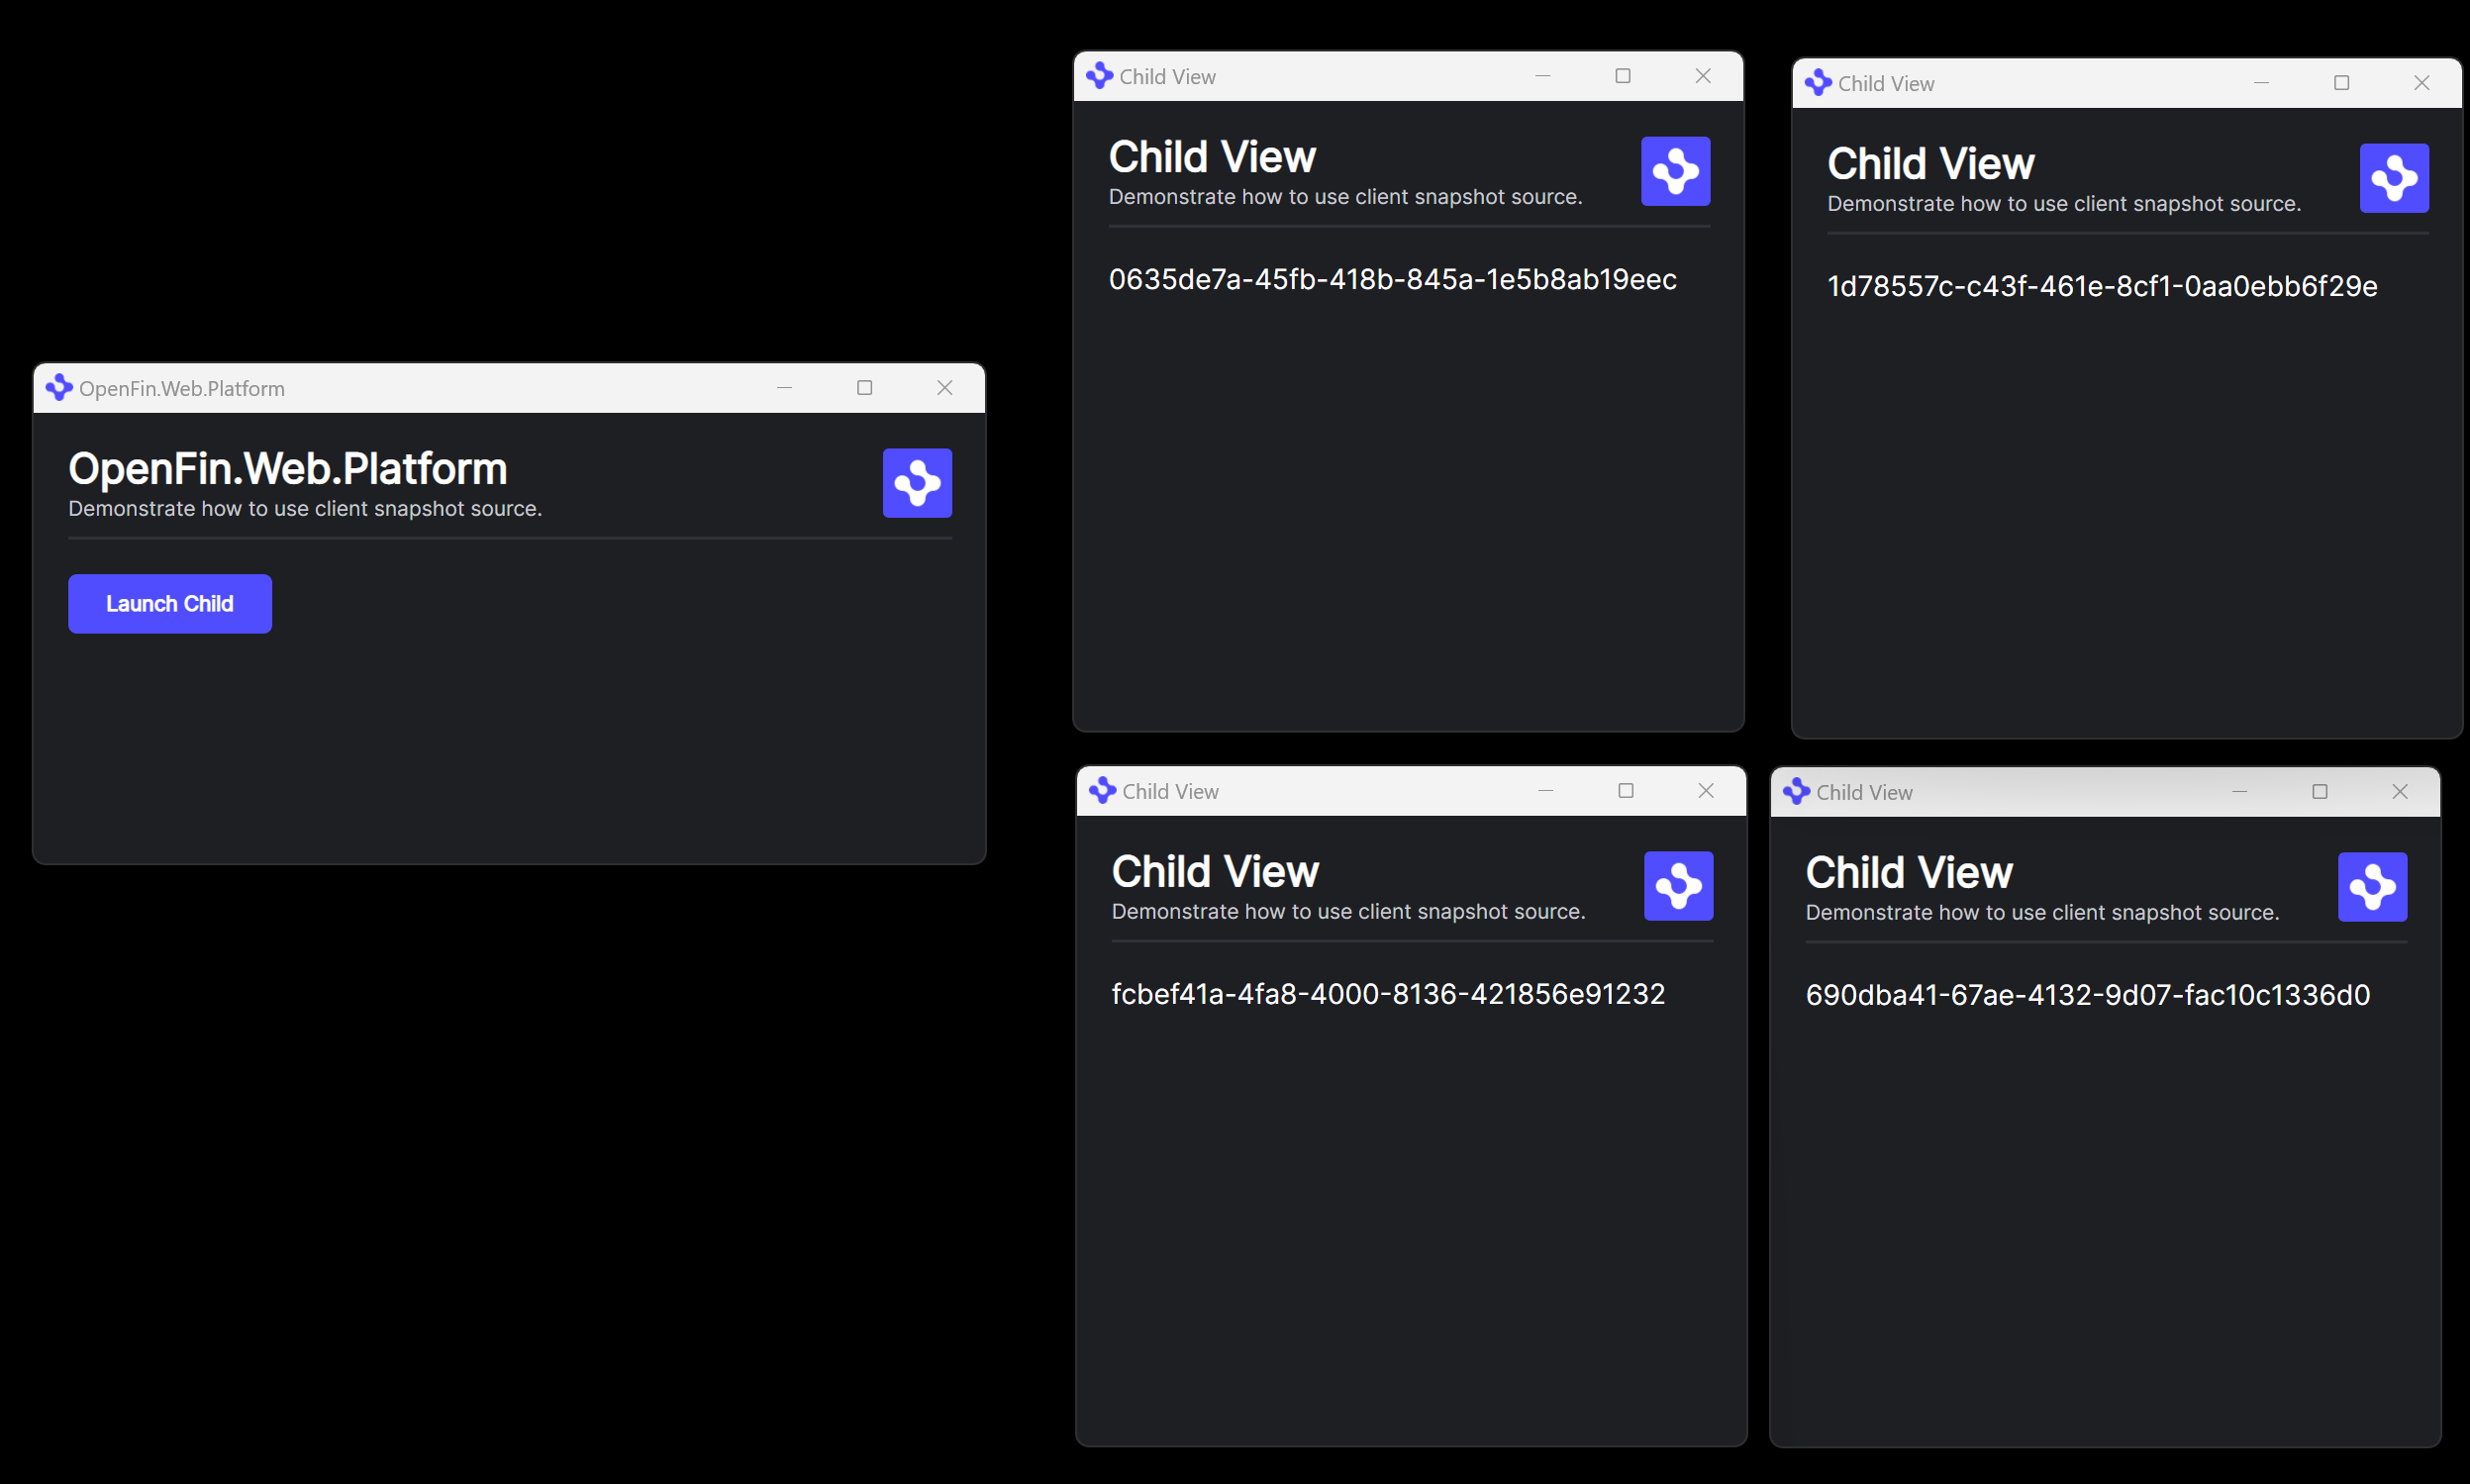 OpenFin.Web.Platform
OpenFin.Web.Platform
Demonstrate how to use client snapshot source.
Launch Child
Child View
Child View
Demonstrate how to use client snapshot source.
0635de7a-45fb-418b-845a-1e5b8ab19eec
Child View
Child View
Demonstrate how to use client snapshot source.
1d78557c-c43f-461e-8cf1-0aa0ebb6f29e
Child View
Child View
Demonstrate how to use client snapshot source.
fcbef41a-4fa8-4000-8136-421856e91232
Child View
Child View
Demonstrate how to use client snapshot source.
690dba41-67ae-4132-9d07-fac10c1336d0